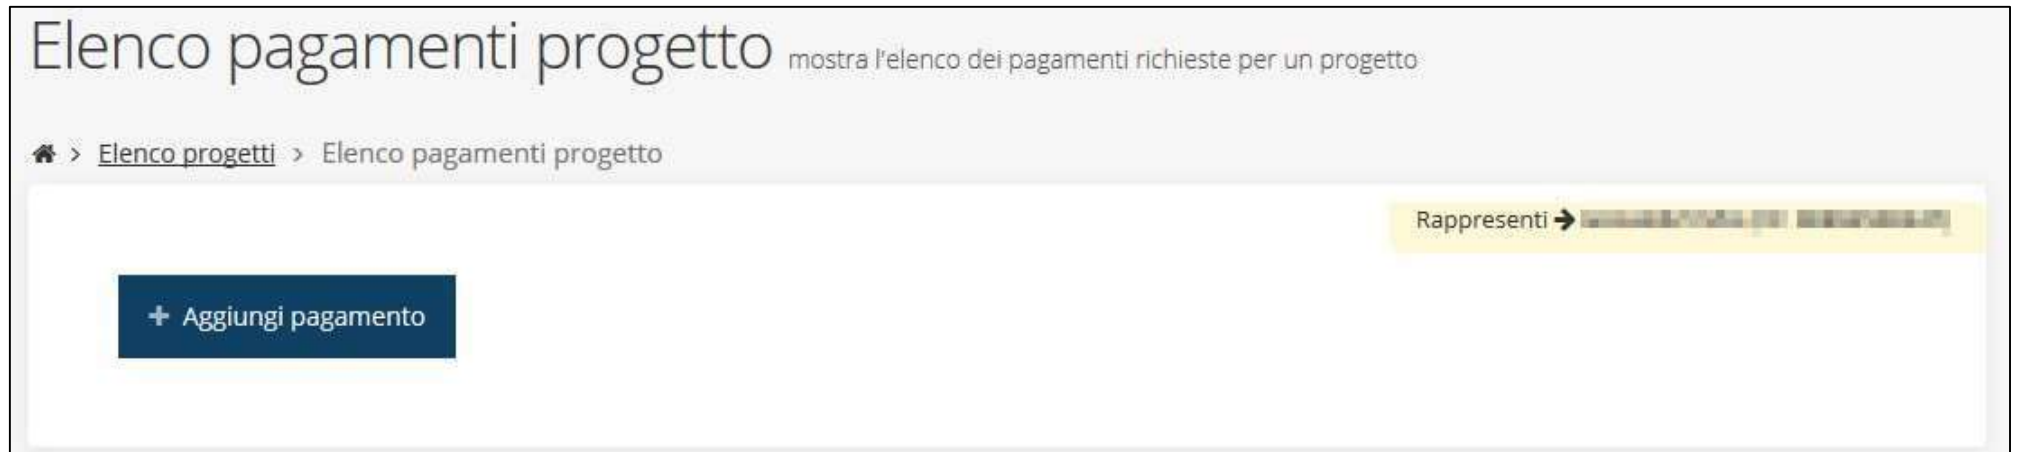 Elenco pagamenti progetto mostra l'elenco dei pagamenti richieste per un progetto
> Elenco progetti > Elenco pagamenti progetto
Rappresenti →
+ Aggiungi pagamento